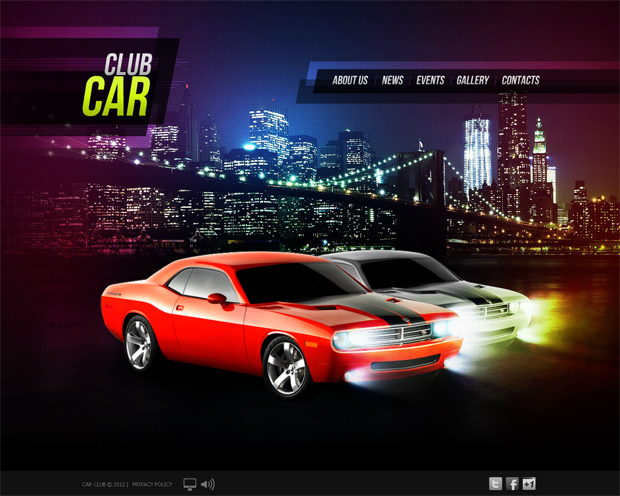 CLUB
CAR
ABOUT US NEWS EVENTS GALLERY CONTACTS
CAR CLUB © 2012 | PRIVACY POLICY